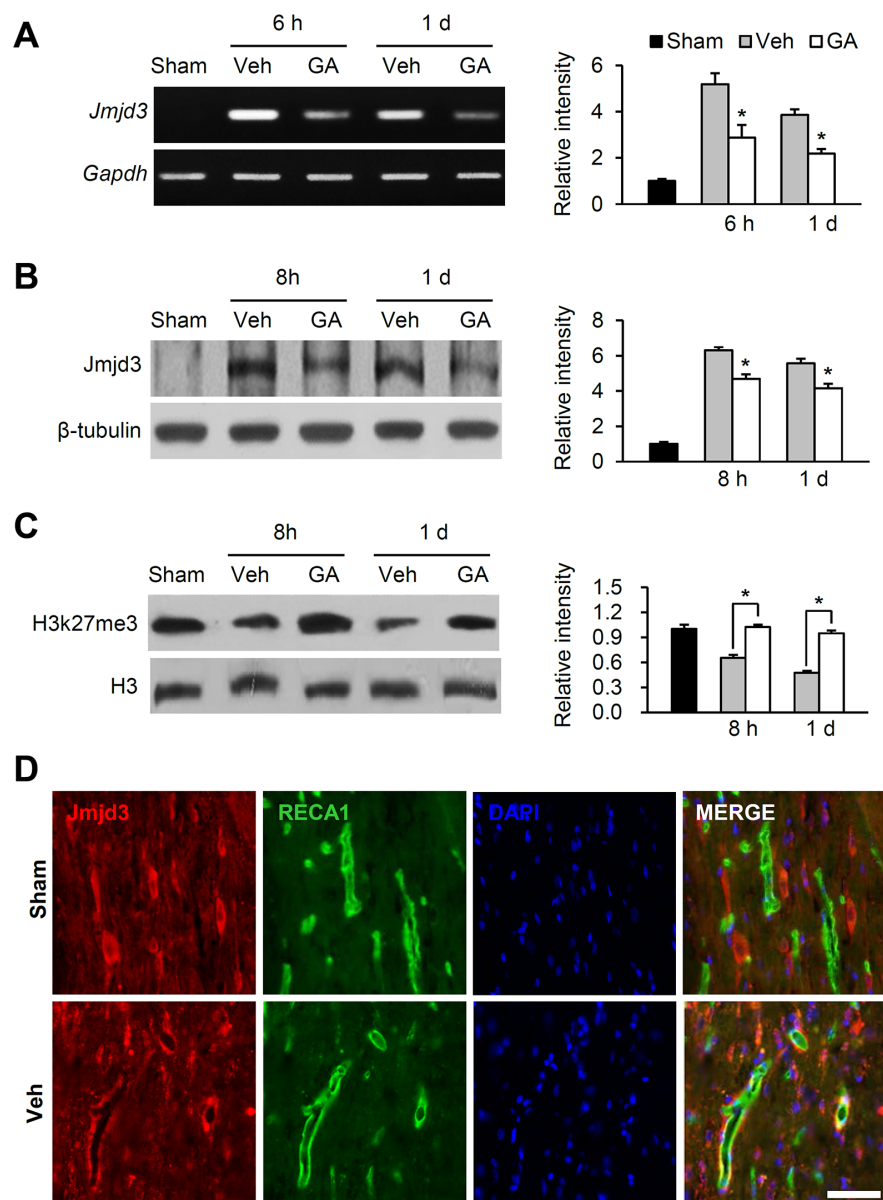 A
6 h 1 d
Sham Veh GA Veh GA
Jmjd3
Gapdh
Sham Veh GA
Relative intensity
6
4
2
0
* *
6 h 1 d
B
8h 1 d
Sham Veh GA Veh GA
Jmjd3
β-tubulin
Relative intensity
8
6
4
2
0
* *
8 h 1 d
C
8h 1 d
Sham Veh GA Veh GA
H3k27me3
H3
Relative intensity
1.5
1.2
0.9
0.6
0.3
0.0
* *
8 h 1 d
D
Jmjd3 RECA1 DAPI MERGE
Sham
Veh